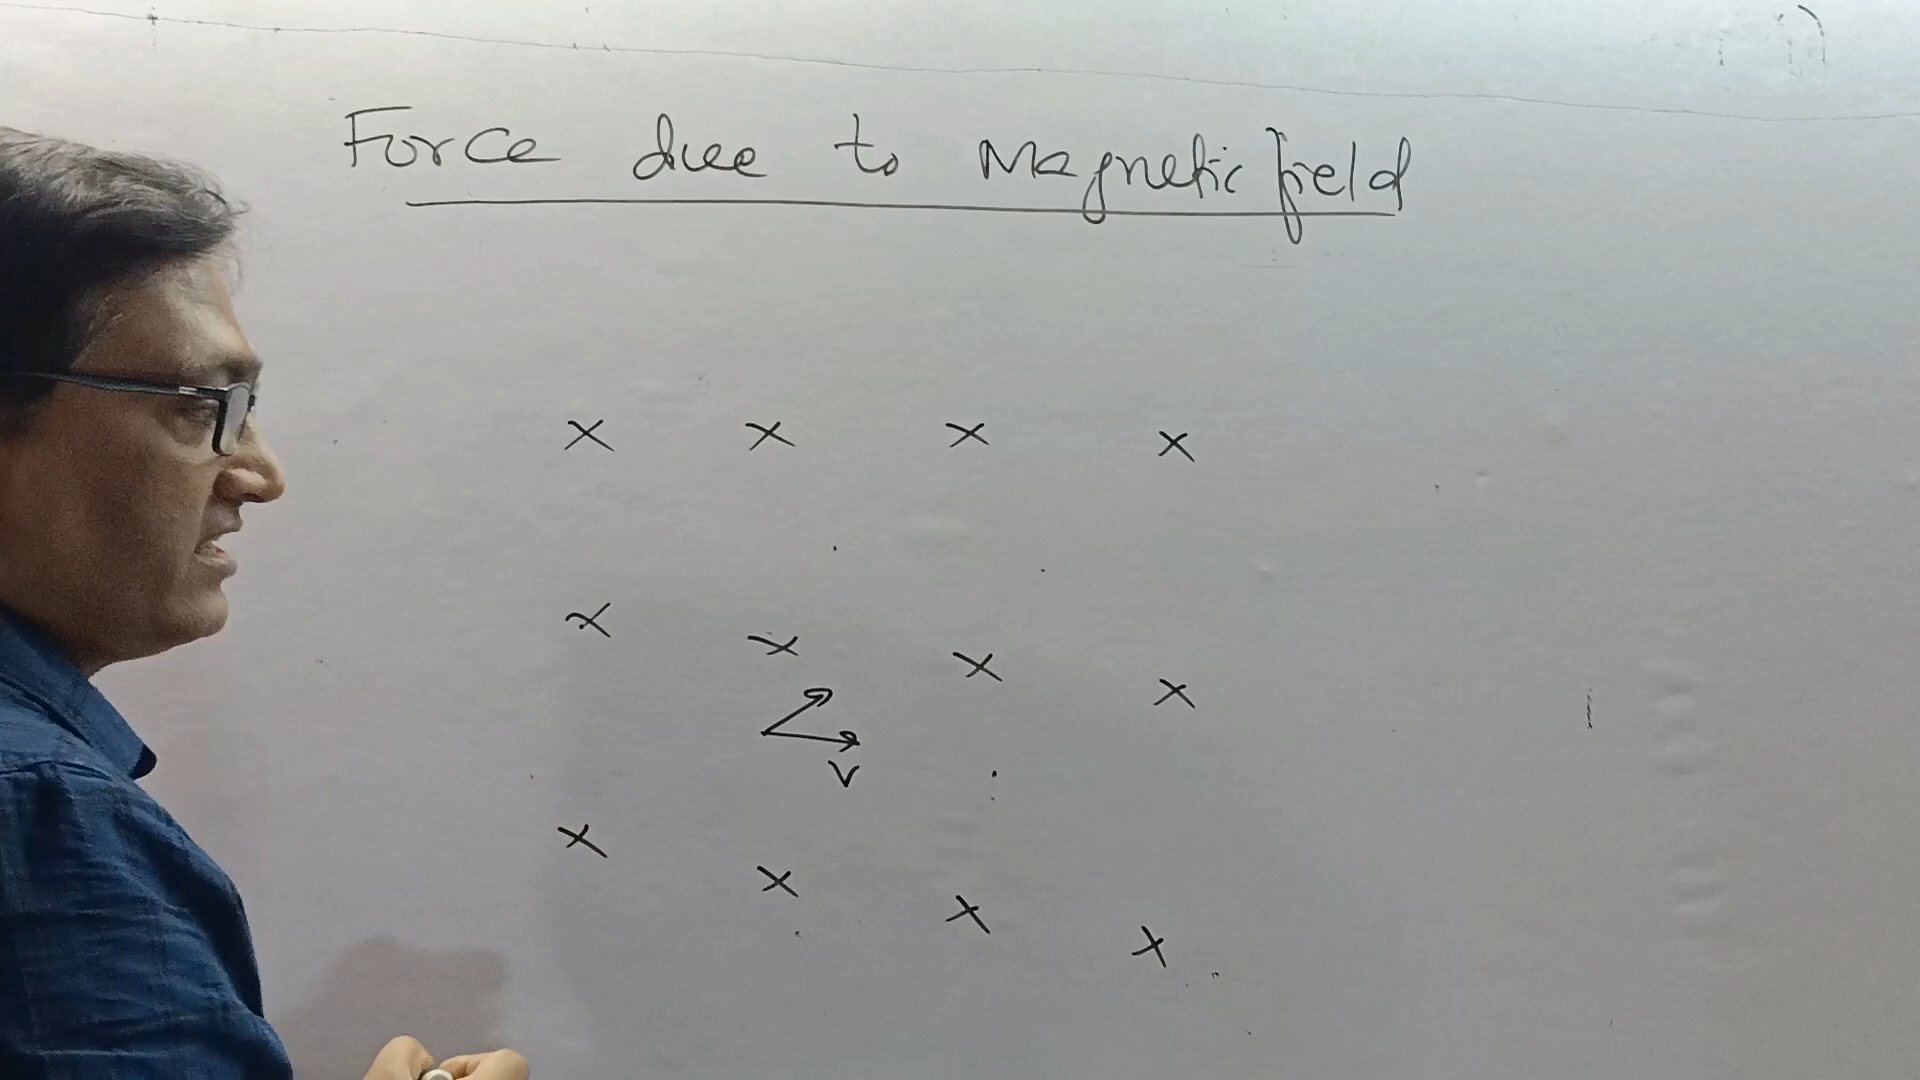 Force due to Magnetic field
× × × ×
× × × ×
V
× × × ×